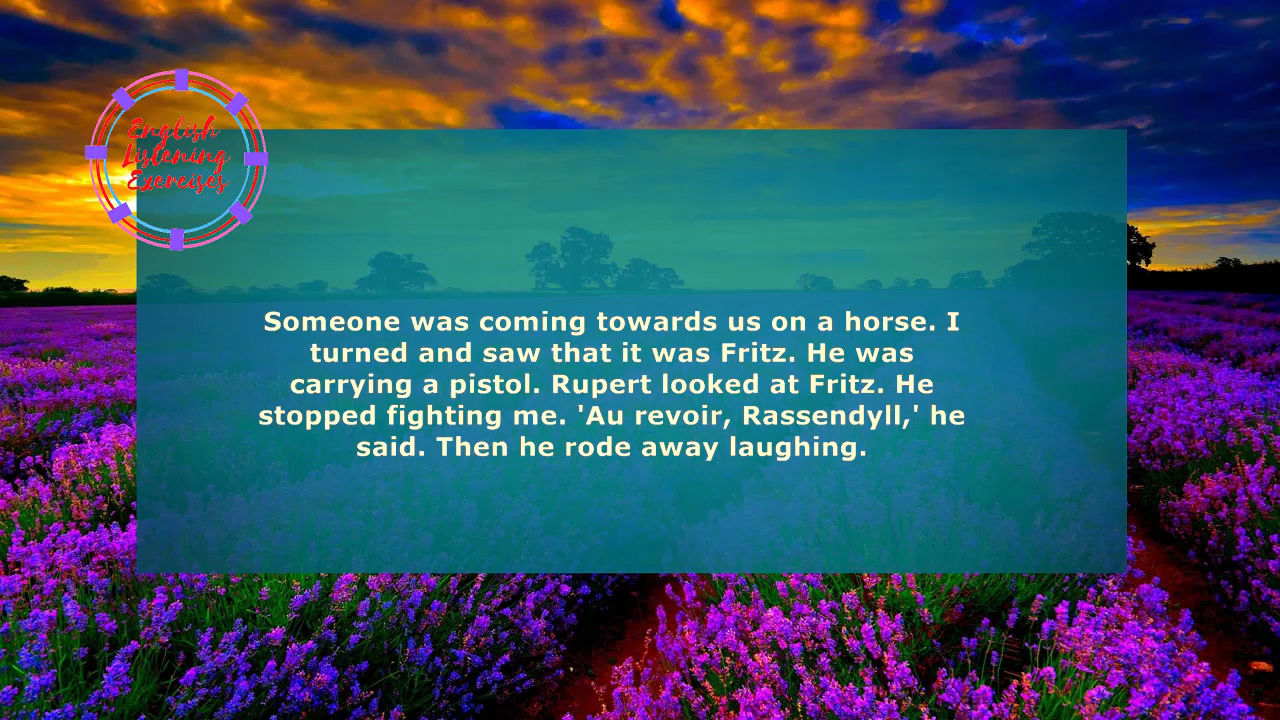 English
Listening
Exercises
Someone was coming towards us on a horse. I
turned and saw that it was Fritz. He was
carrying a pistol. Rupert looked at Fritz. He
stopped fighting me. 'Au revoir, Rassendyll,' he
said. Then he rode away laughing.